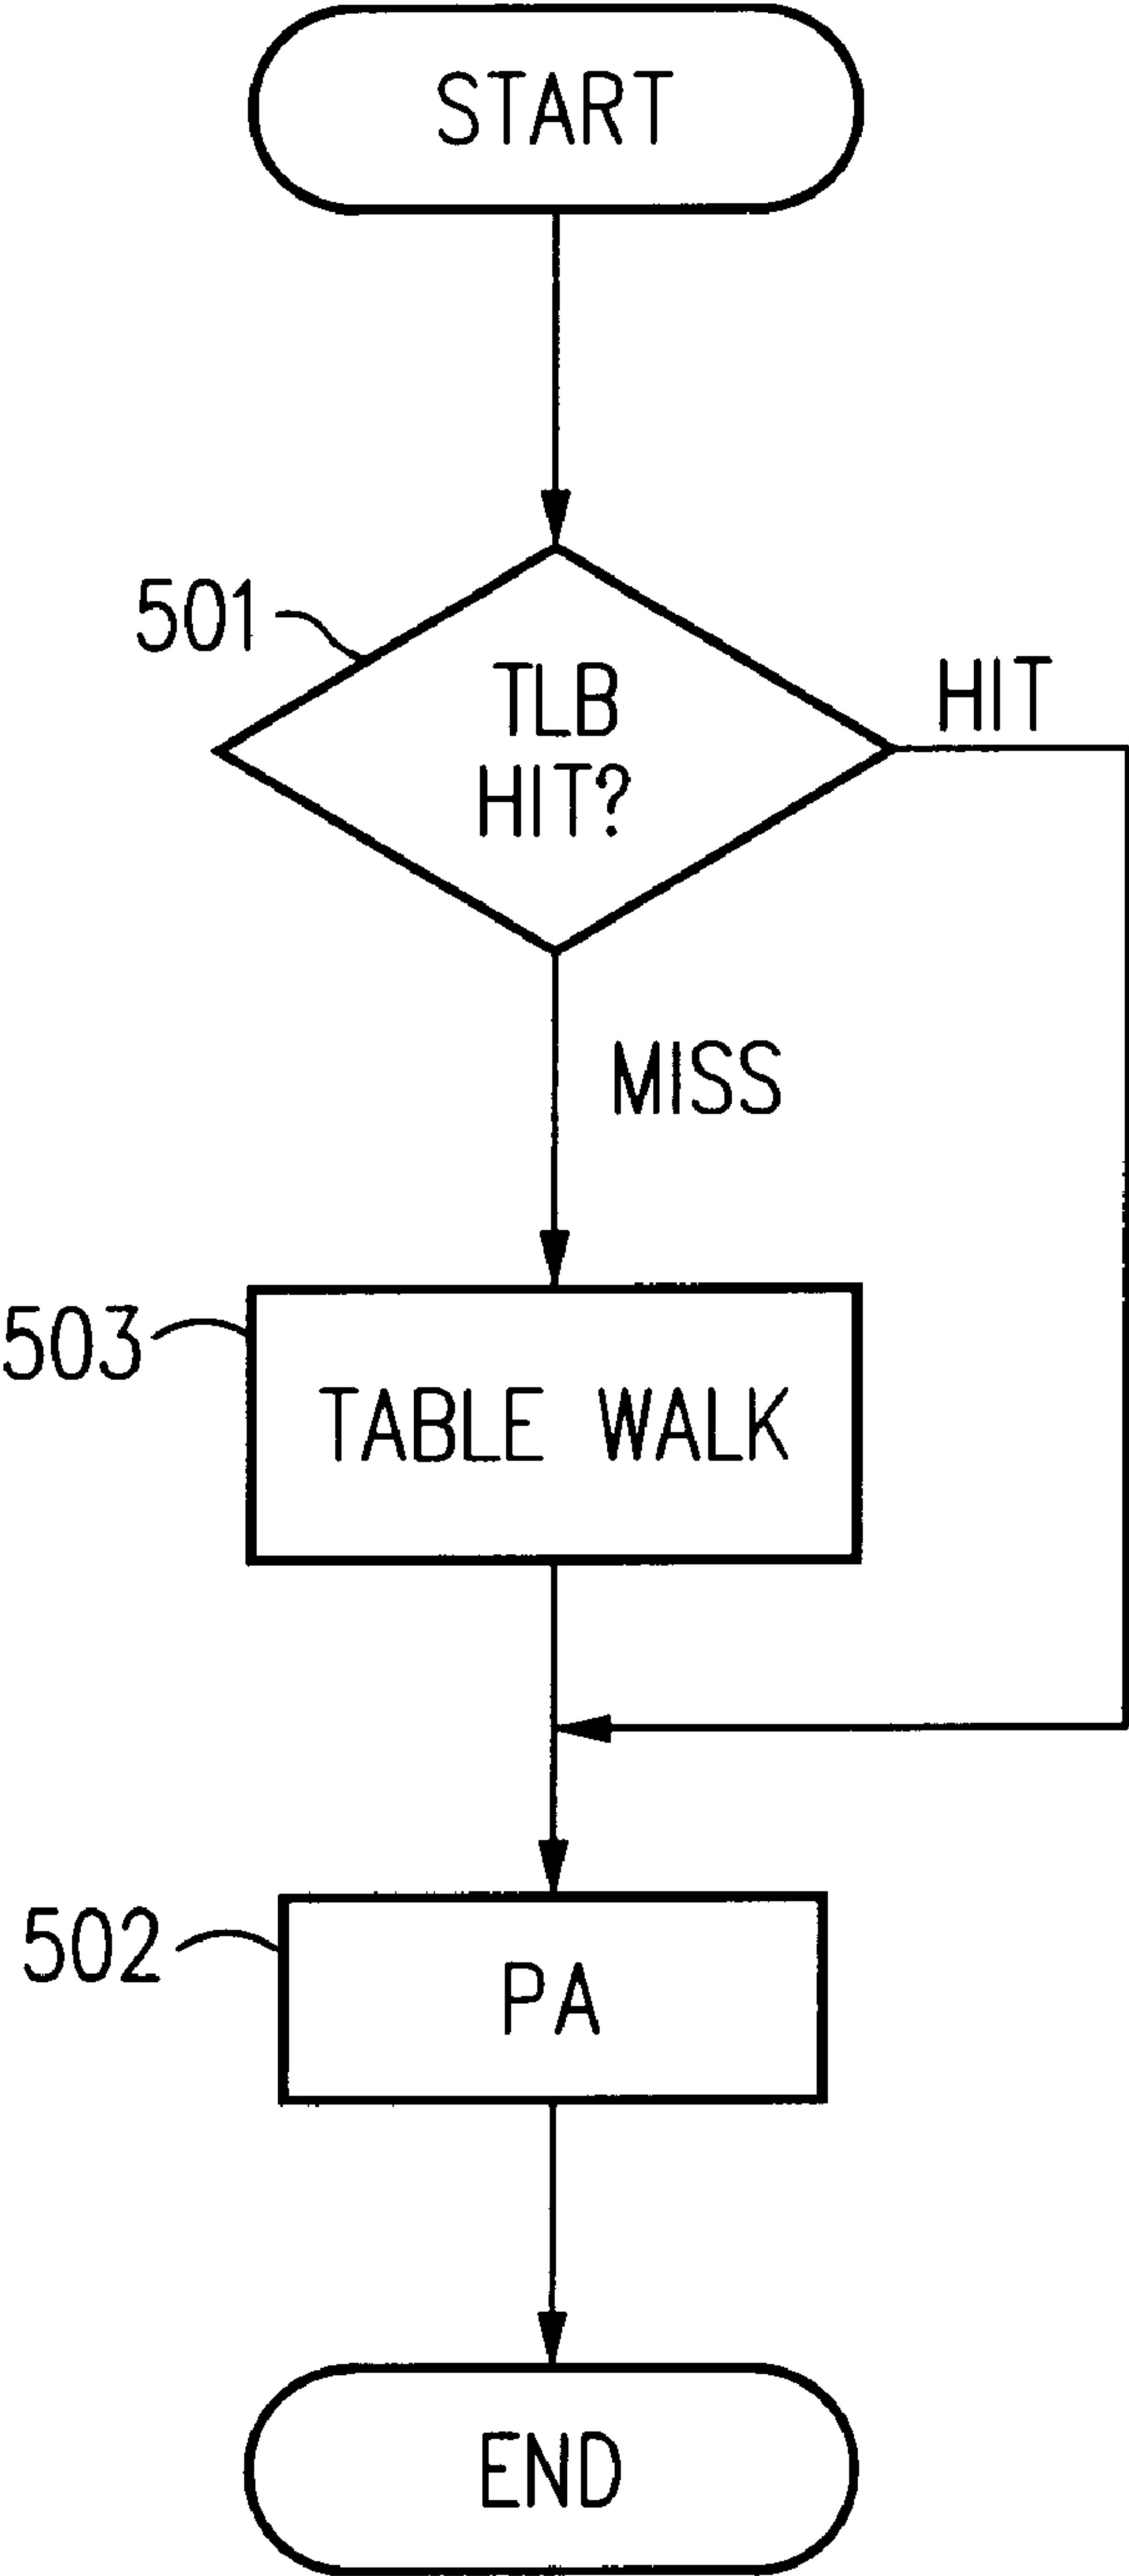 START
501
TLB
HIT?
HIT
MISS
503
TABLE WALK
502
PA
END